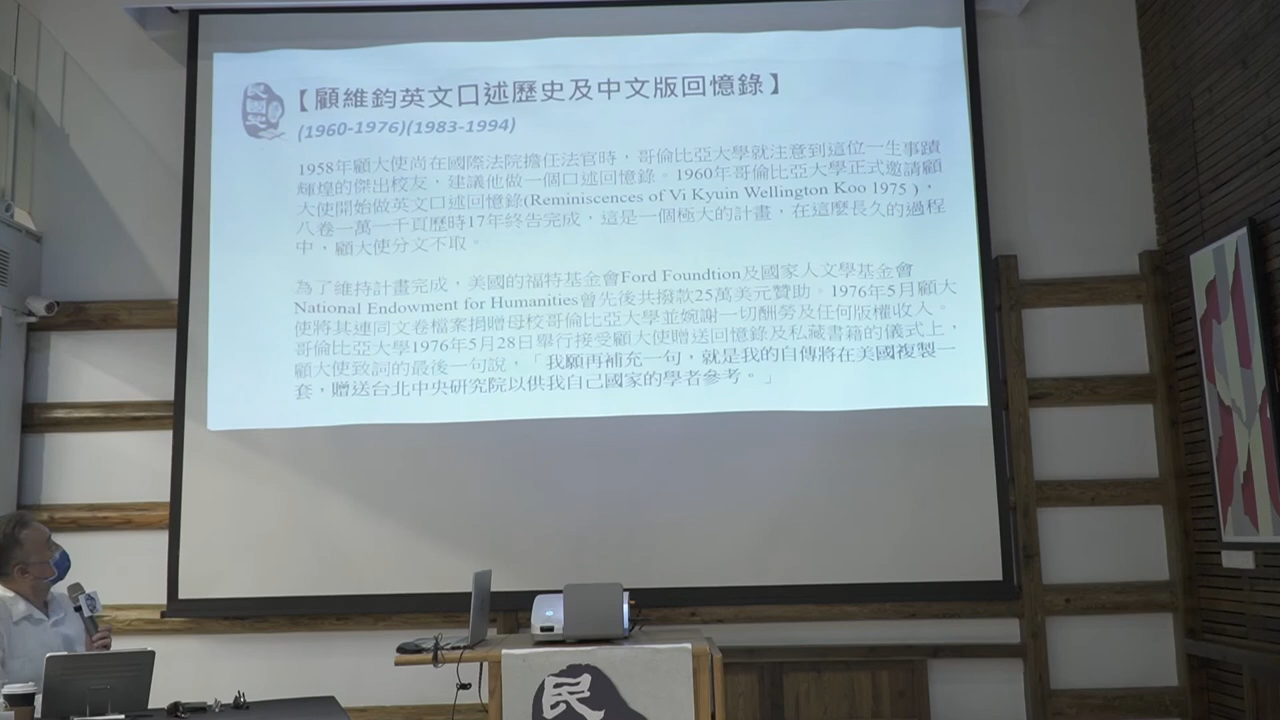 民國史
【顧維鈞英文口述歷史及中文版回憶錄】
(1960-1976)(1983-1994)
1958年顧大使尚在國際法院擔任法官時，哥倫比亞大學就注意到這位一生事蹟
輝煌的傑出校友，建議他做一個口述回憶錄。1960年哥倫比亞大學正式邀請顧
大使開始做英文口述回憶錄(Reminiscences of Vi Kyuin Wellington Koo 1975 )，
八卷一萬一千頁歷時17年終告完成，這是一個極大的計畫，在這麼長久的過程
中，顧大使分文不取。
為了維持計畫完成，美國的福特基金會Ford Foundtion及國家人文學基金會
National Endowment for Humanities曾先後共撥款25萬美元贊助。1976年5月顧大
使將其連同文卷檔案捐贈母校哥倫比亞大學並婉謝一切酬勞及任何版權收入。
哥倫比亞大學1976年5月28日舉行接受顧大使贈送回憶錄及私藏書籍的儀式上，
顧大使致詞的最後一句說，「我願再補充一句，就是我的自傳將在美國複製一
套，贈送台北中央研究院以供我自己國家的學者參考。」
民